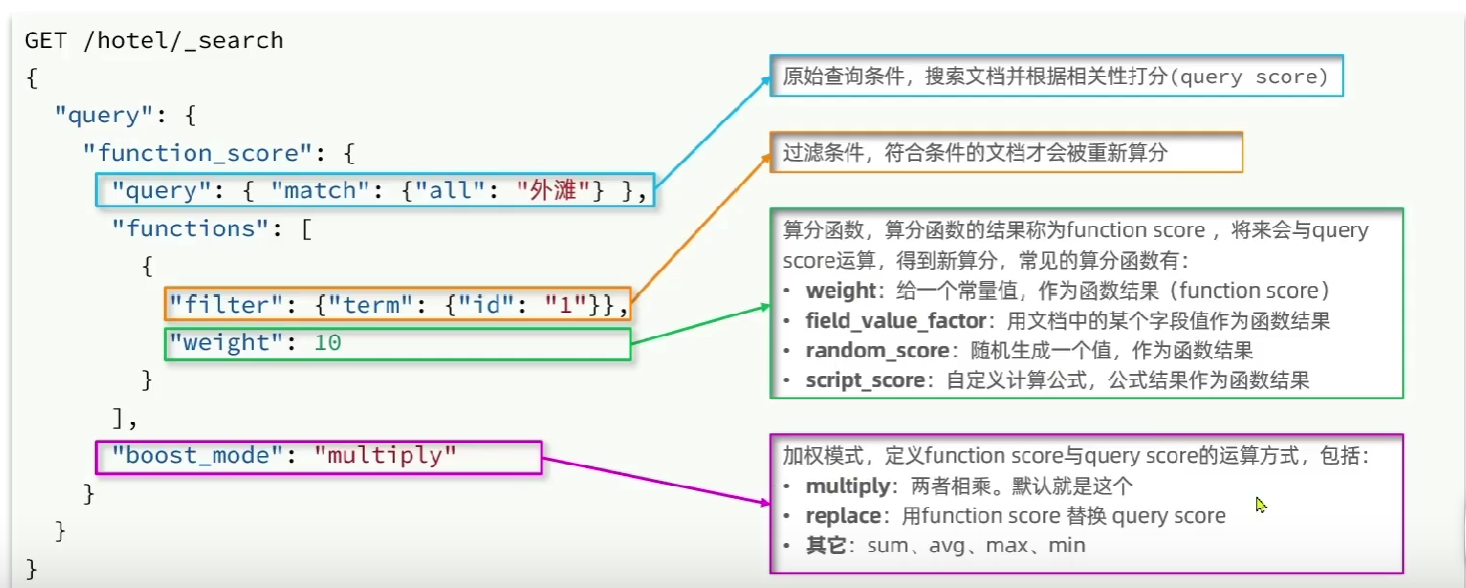 GET /hotel/_search
{
"query": {
"function_score": {
"query": { "match": {"all": "外滩"} },
"functions": [
{
"filter": {"term": {"id": "1"}},
"weight": 10
}
],
"boost_mode": "multiply"
}
}
}
原始查询条件，搜索文档并根据相关性打分(query score)
过滤条件，符合条件的文档才会被重新算分
算分函数，算分函数的结果称为function score ，将来会与query
score运算，得到新算分，常见的算分函数有：
• weight：给一个常量值，作为函数结果（function score）
• field_value_factor：用文档中的某个字段值作为函数结果
• random_score：随机生成一个值，作为函数结果
• script_score：自定义计算公式，公式结果作为函数结果
加权模式，定义function score与query score的运算方式，包括：
• multiply：两者相乘。默认就是这个
• replace：用function score 替换 query score
• 其它：sum、avg、max、min